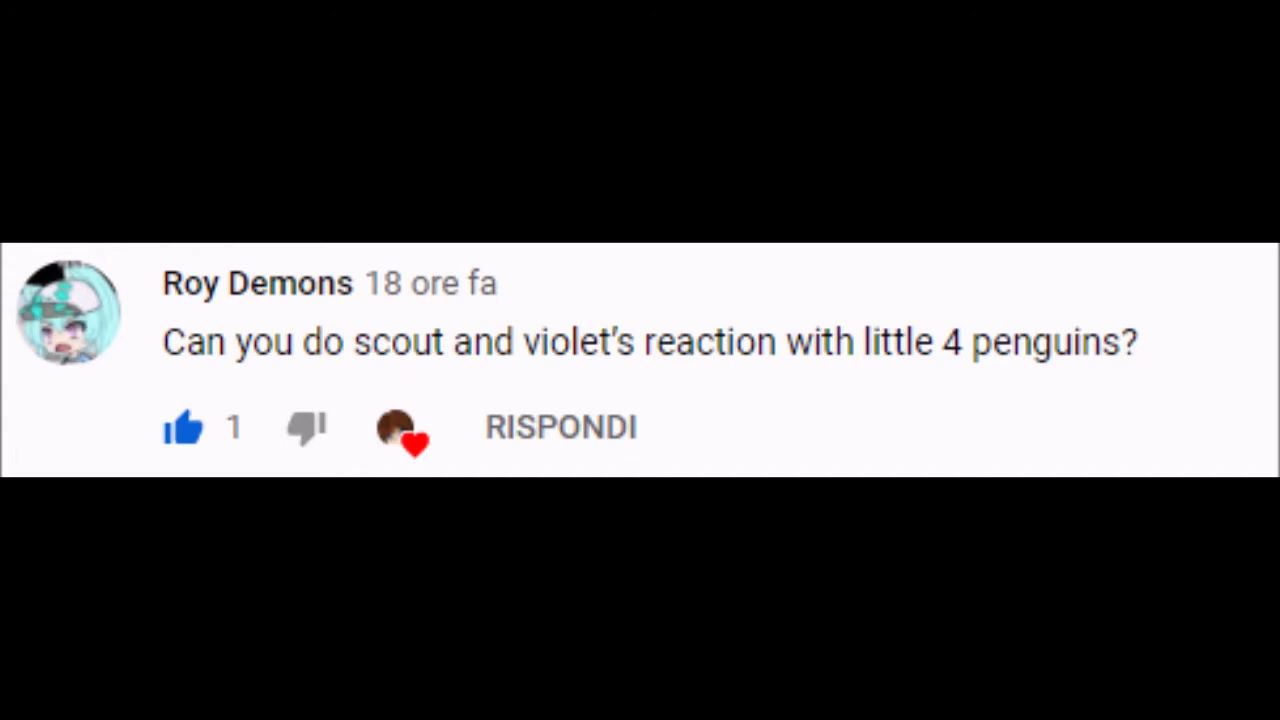 Roy Demons 18 ore fa
Can you do scout and violet's reaction with little 4 penguins?
1 RISPONDI